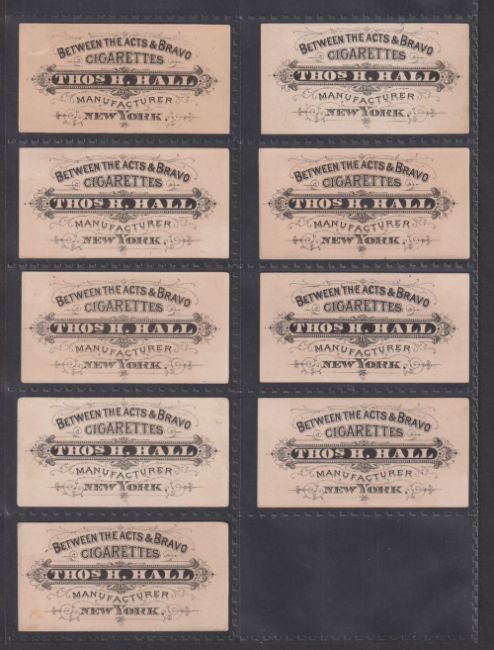 BETWEEN THE ACTS & BRAVO
CIGARETTES
THOS H. HALL
MANUFACTURER
NEW YORK.
BETWEEN THE ACTS & BRAVO
CIGARETTES
THOS H. HALL
MANUFACTURER
NEW YORK.
BETWEEN THE ACTS & BRAVO
CIGARETTES
THOS H. HALL
MANUFACTURER
NEW YORK.
BETWEEN THE ACTS & BRAVO
CIGARETTES
THOS H. HALL
MANUFACTURER
NEW YORK.
BETWEEN THE ACTS & BRAVO
CIGARETTES
THOS H. HALL
MANUFACTURER
NEW YORK.
BETWEEN THE ACTS & BRAVO
CIGARETTES
THOS H. HALL
MANUFACTURER
NEW YORK.
BETWEEN THE ACTS & BRAVO
CIGARETTES
THOS H. HALL
MANUFACTURER
NEW YORK.
BETWEEN THE ACTS & BRAVO
CIGARETTES
THOS H. HALL
MANUFACTURER
NEW YORK.
BETWEEN THE ACTS & BRAVO
CIGARETTES
THOS H. HALL
MANUFACTURER
NEW YORK.